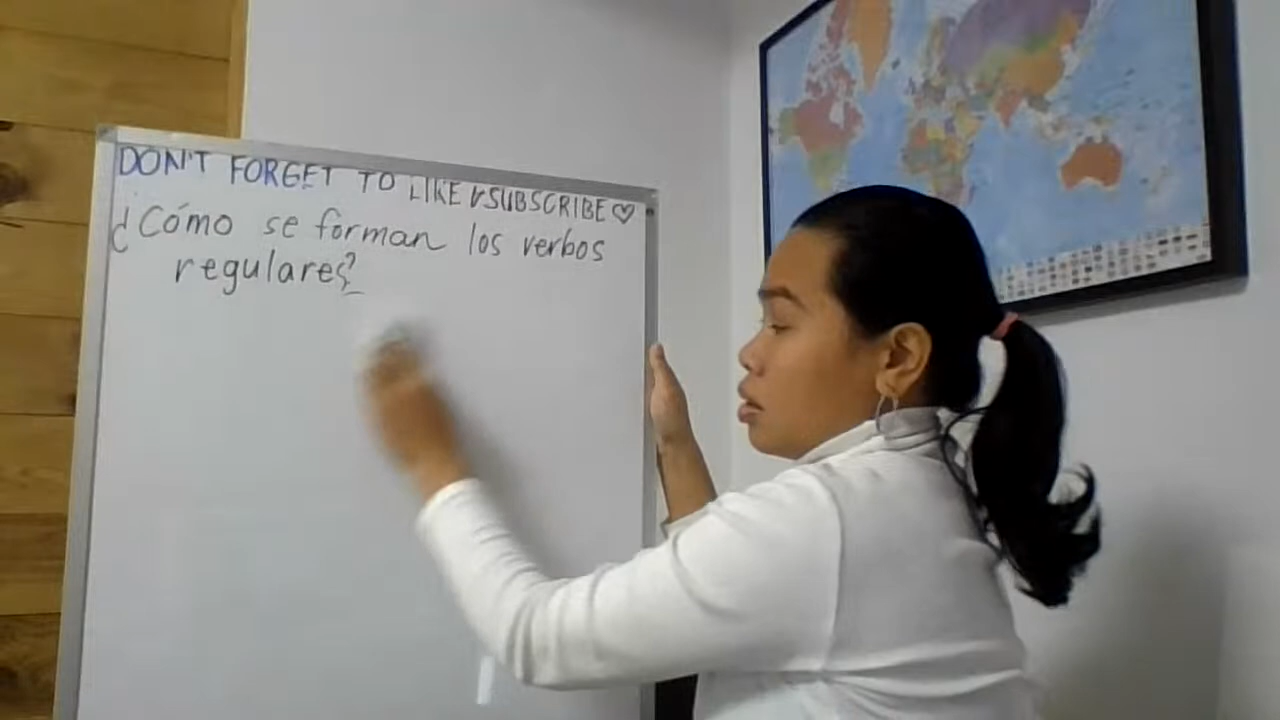 DON'T FORGET TO LIKE & SUBSCRIBE ♡
¿Cómo se forman los verbos
regulares?